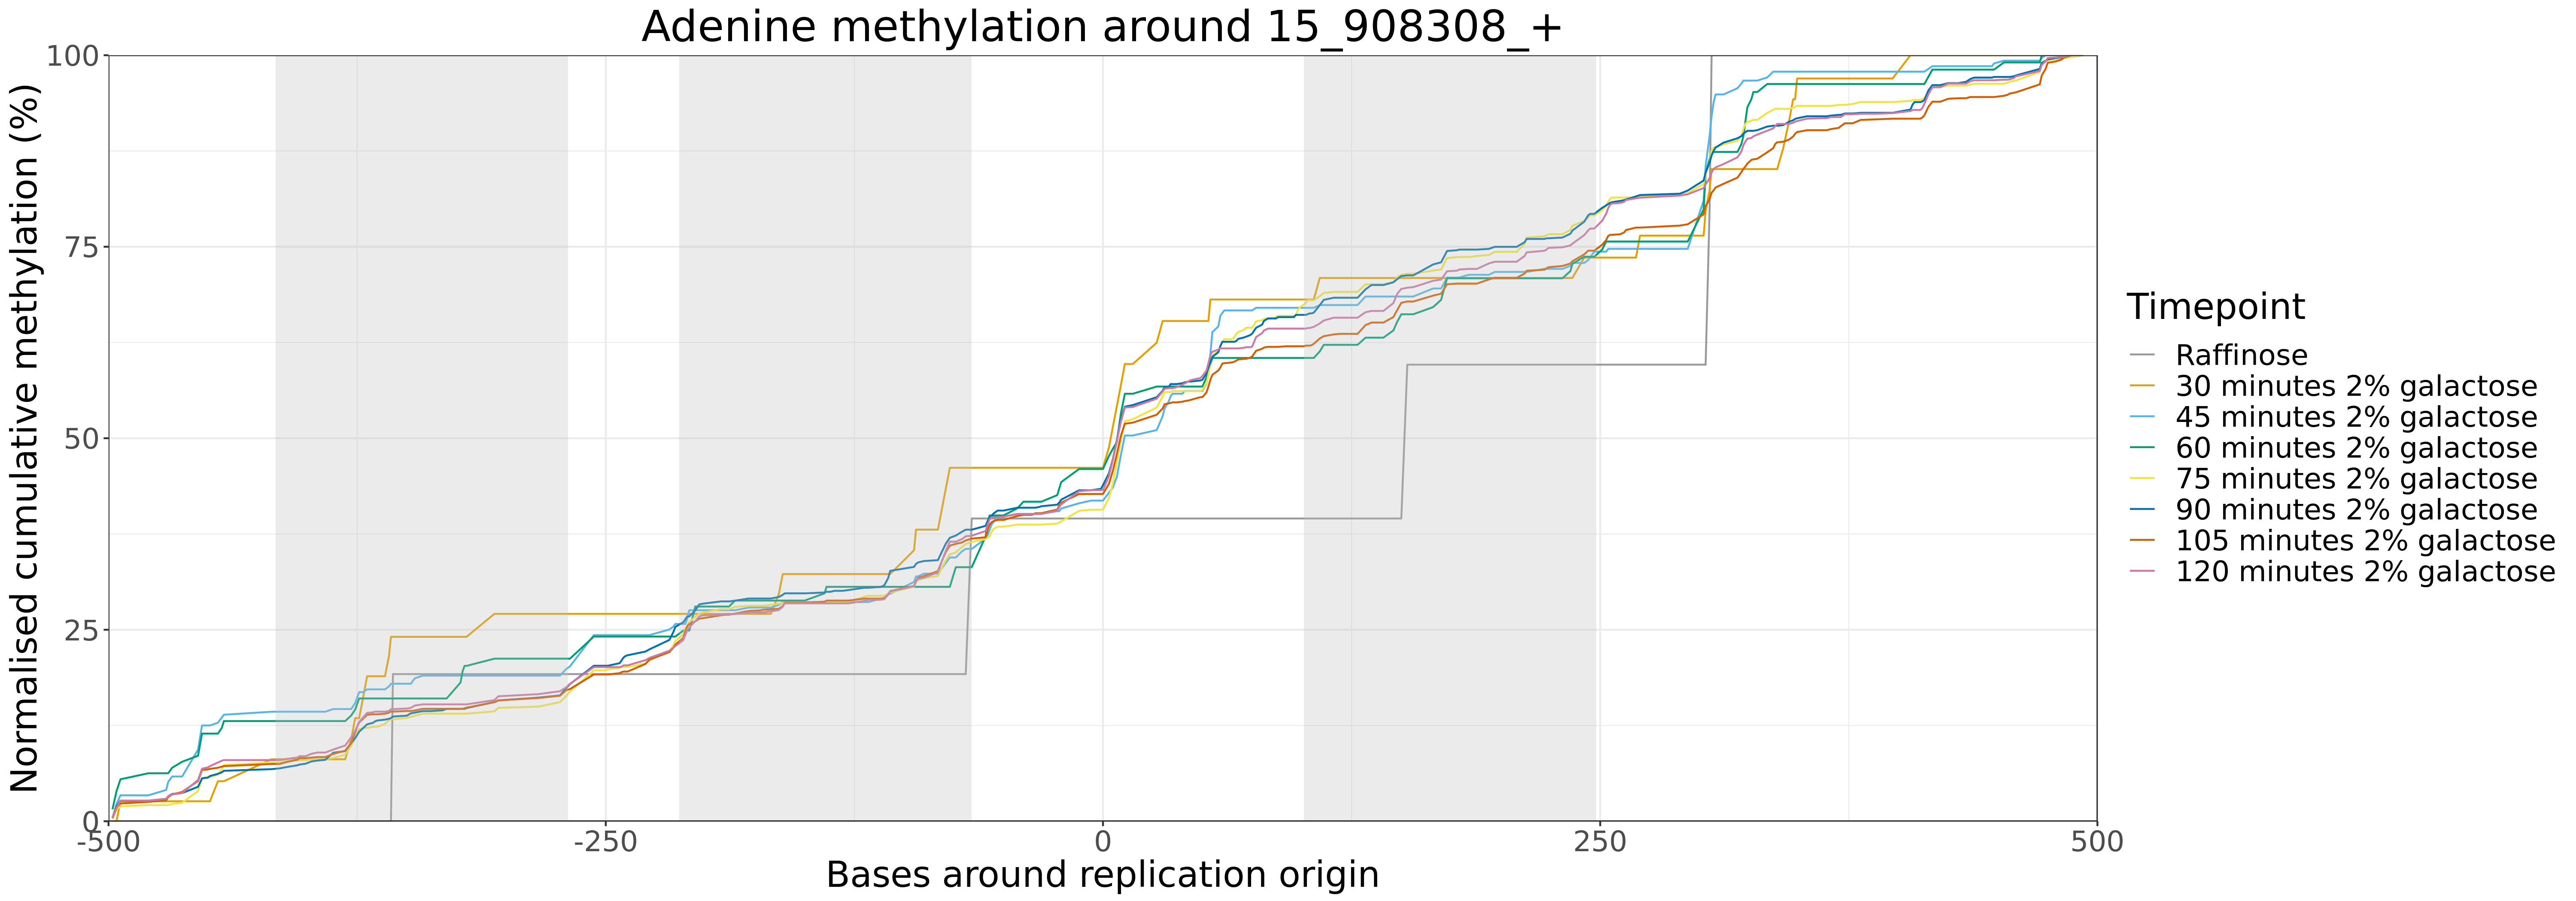 Adenine methylation around 15_908308_+
Normalised cumulative methylation (%)
100
75
50
25
0
-500
-250
0
250
500
Bases around replication origin
Timepoint
Raffinose
30 minutes 2% galactose
45 minutes 2% galactose
60 minutes 2% galactose
75 minutes 2% galactose
90 minutes 2% galactose
105 minutes 2% galactose
120 minutes 2% galactose